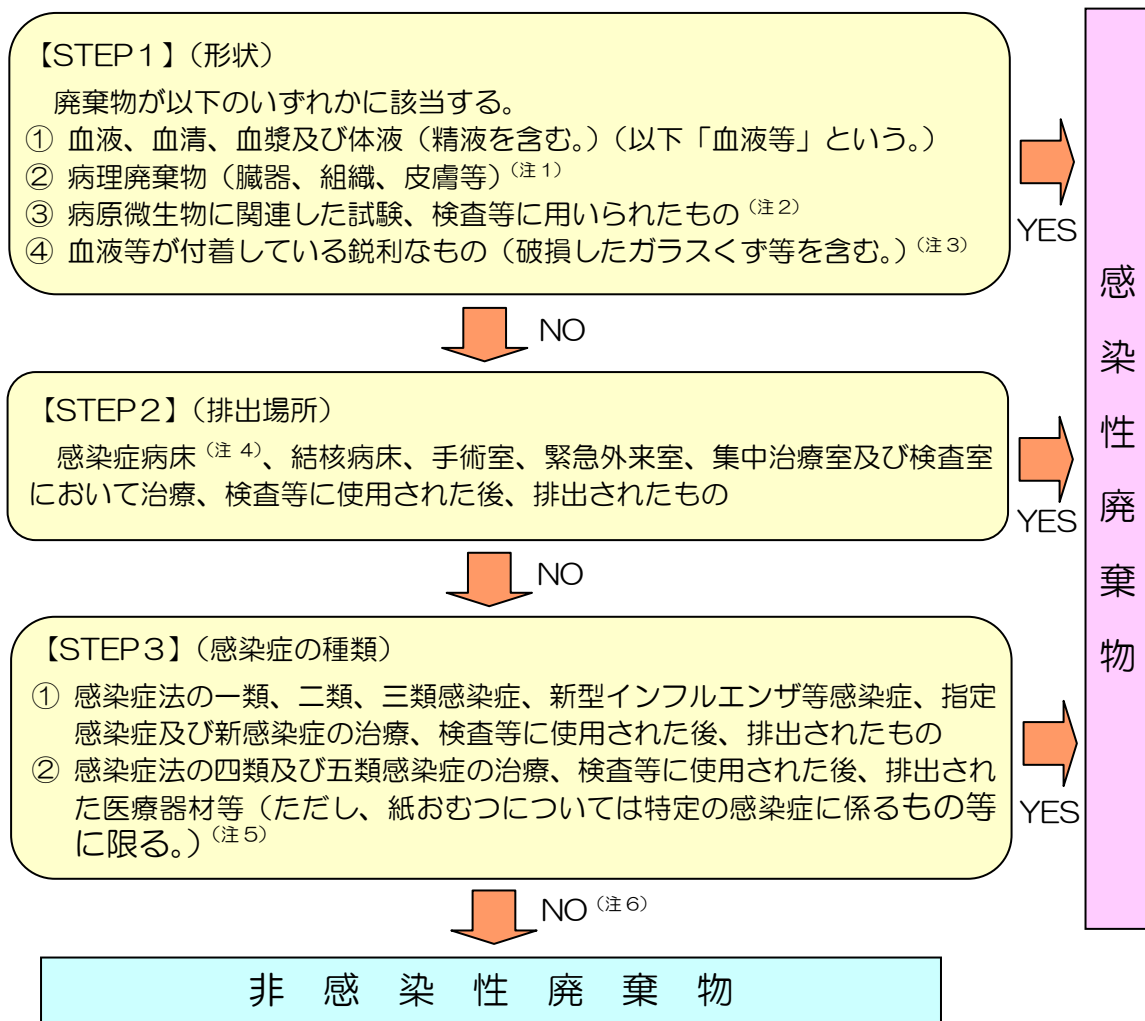 【STEP1】（形状）
廃棄物が以下のいずれかに該当する。
① 血液、血清、血漿及び体液（精液を含む。）（以下「血液等」という。）
② 病理廃棄物（臓器、組織、皮膚等）（注1）
③ 病原微生物に関連した試験、検査等に用いられたもの（注2）
④ 血液等が付着している鋭利なもの（破損したガラスくず等を含む。）（注3）
YES
NO
【STEP2】（排出場所）
感染症病床（注 4）、結核病床、手術室、緊急外来室、集中治療室及び検査室
において治療、検査等に使用された後、排出されたもの
YES
NO
【STEP3】（感染症の種類）
① 感染症法の一類、二類、三類感染症、新型インフルエンザ等感染症、指定
感染症及び新感染症の治療、検査等に使用された後、排出されたもの
② 感染症法の四類及び五類感染症の治療、検査等に使用された後、排出され
た医療器材等（ただし、紙おむつについては特定の感染症に係るもの等
に限る。）（注5）
YES
NO（注6）
感染性廃棄物
非感染性廃棄物